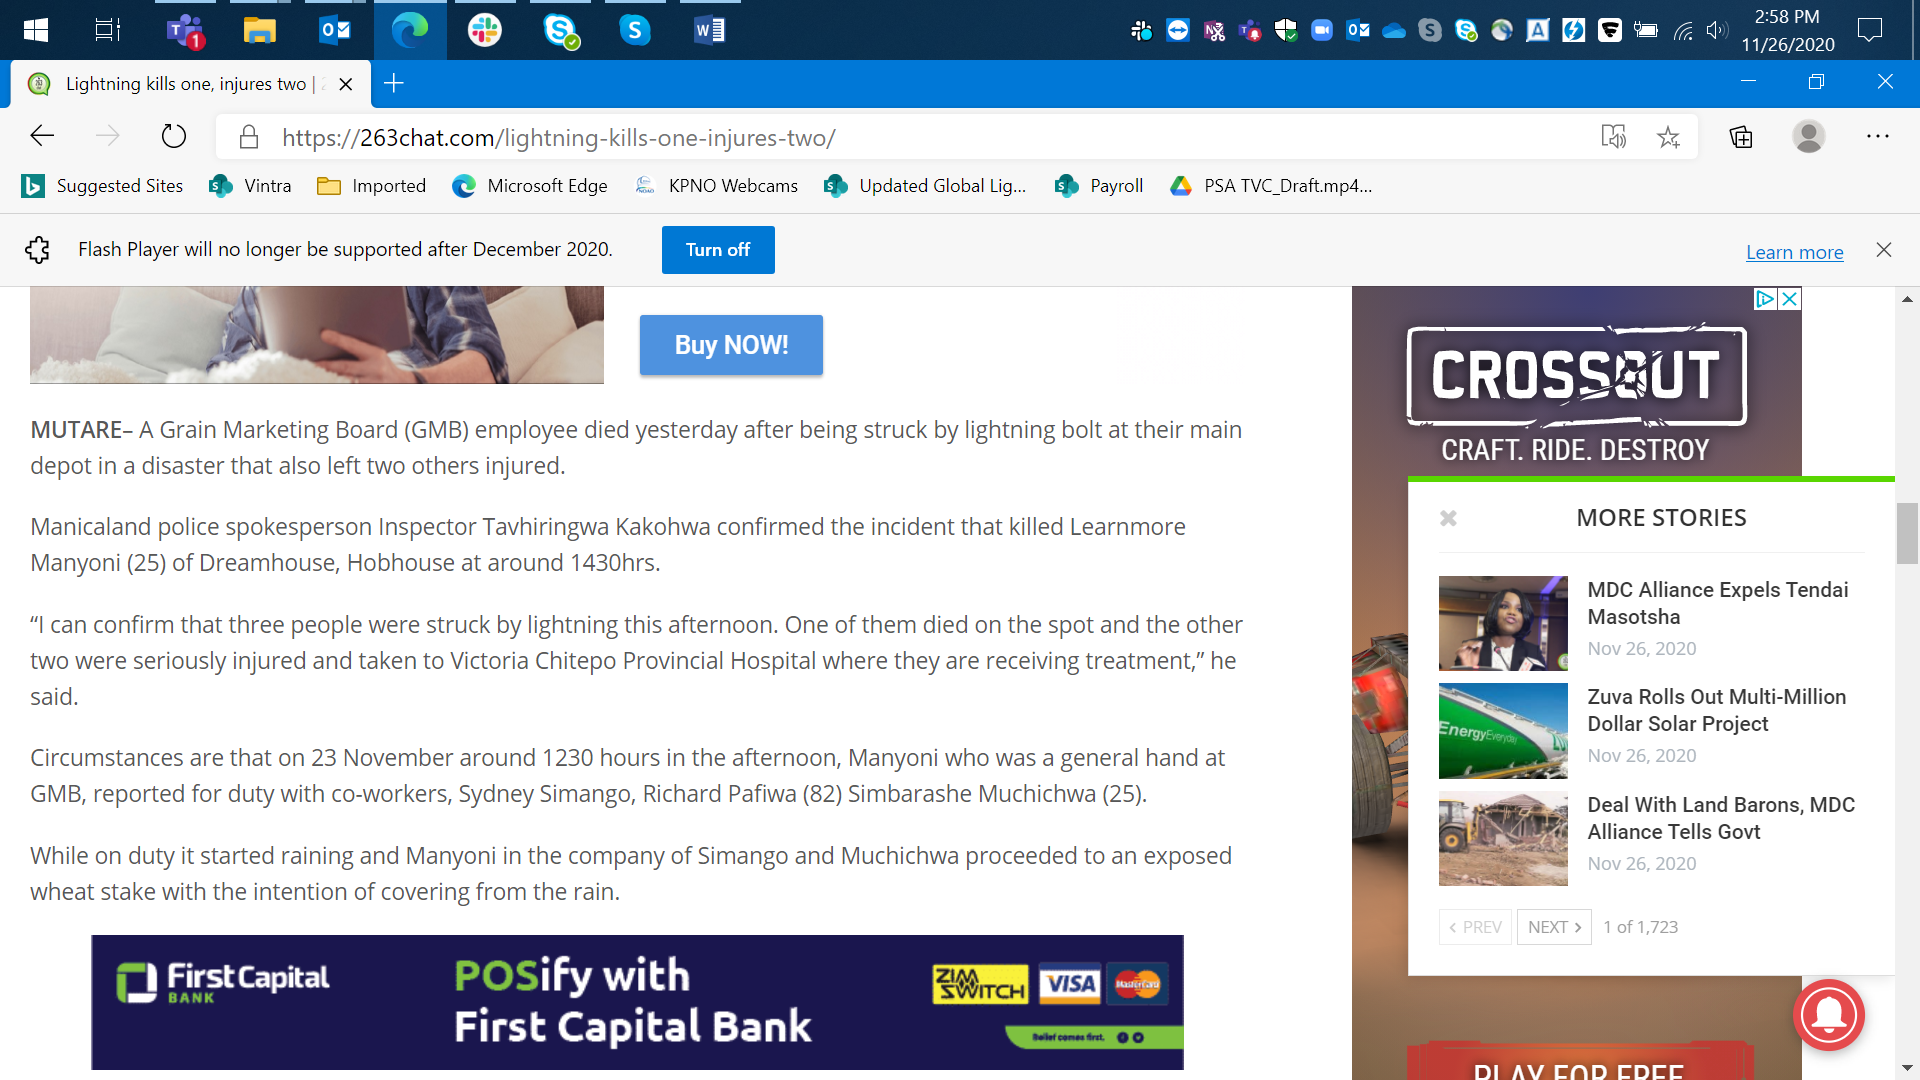 1
2:58 PM
11/26/2020
Lightning kills one, injures two |
https://263chat.com/lightning-kills-one-injures-two/
Suggested Sites
Vintra
Imported
Microsoft Edge
KPNO Webcams
Updated Global Lig...
Payroll
PSA TVC_Draft.mp4...
Flash Player will no longer be supported after December 2020.
Turn off
Learn more
Buy NOW!
MUTARE– A Grain Marketing Board (GMB) employee died yesterday after being struck by lightning bolt at their main
depot in a disaster that also left two others injured.
Manicaland police spokesperson Inspector Tavhiringwa Kakohwa confirmed the incident that killed Learnmore
Manyoni (25) of Dreamhouse, Hobhouse at around 1430hrs.
“I can confirm that three people were struck by lightning this afternoon. One of them died on the spot and the other
two were seriously injured and taken to Victoria Chitepo Provincial Hospital where they are receiving treatment,” he
said.
Circumstances are that on 23 November around 1230 hours in the afternoon, Manyoni who was a general hand at
GMB, reported for duty with co-workers, Sydney Simango, Richard Pafiwa (82) Simbarashe Muchichwa (25).
While on duty it started raining and Manyoni in the company of Simango and Muchichwa proceeded to an exposed
wheat stake with the intention of covering from the rain.
First Capital
BANK
POSify with
First Capital Bank
ZIM
SWITCH
VISA
MasterCard
Belief comes first.
CROSSOUT
CRAFT. RIDE. DESTROY
MORE STORIES
MDC Alliance Expels Tendai
Masotsha
Nov 26, 2020
EnergyEveryday
Zuva Rolls Out Multi-Million
Dollar Solar Project
Nov 26, 2020
Deal With Land Barons, MDC
Alliance Tells Govt
Nov 26, 2020
PREV
NEXT
1 of 1,723
PLAY FOR FREE